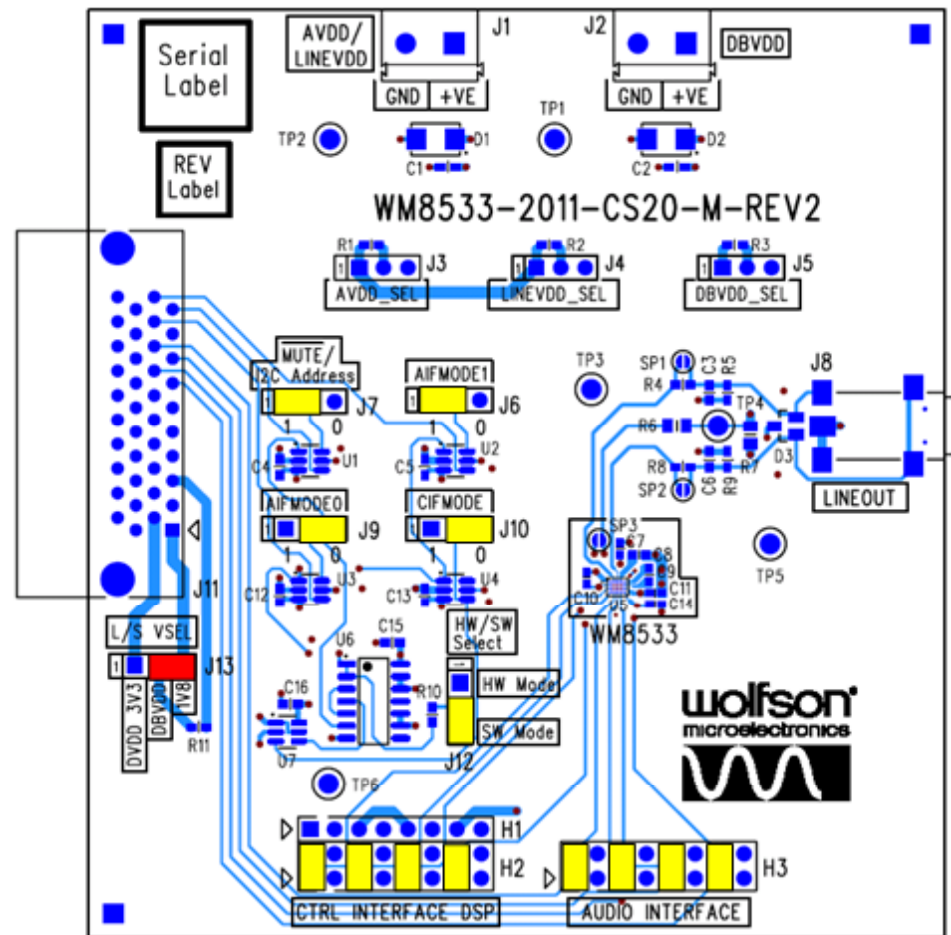 Serial
Label
AVDD/
LINEVDD
J1
J2
DBVDD
GND +VE
GND +VE
REV
Label
TP2
D1
TP1
D2
C1
C2
WM8533-2011-CS20-M-REV2
R1
R2
R3
1
J3
1
J4
1
J5
AVDD_SEL
LINEVDD_SEL
DBVDD_SEL
MUTE/
I2C Address
AIFMODE1
TP3
SP1
C3
R5
J8
R4
1
J7
1
J6
TP4
1 0
1 0
R6
C4
U1
C5
U2
R8
R7
D3
SP2
C6
R9
LINEOUT
AIFMODE0
CIFMODE
1
J9
1
J10
1 0
1 0
SP3
C7
C8
C9
TP5
C12
U3
C13
U4
C10
C11
C14
J11
WM8533
L/S VSEL
HW/SW
Select
U6
C15
1
J13
1
HW Mode
DVDD 3V3
DBVDD
1V8
C16
R10
SW Mode
R11
U7
J12
wolfson
microelectronics
TP6
H1
H2
H3
CTRL INTERFACE DSP
AUDIO INTERFACE